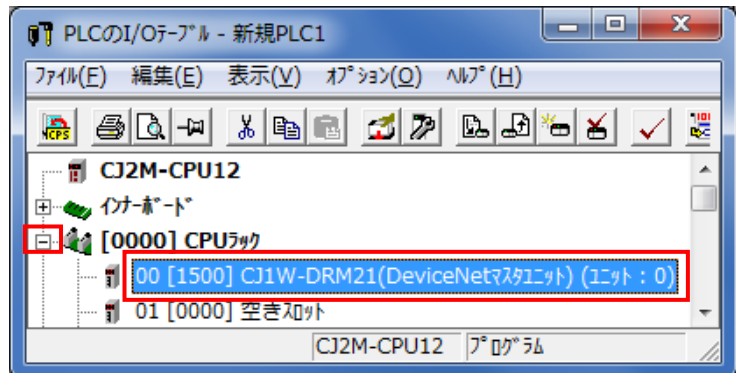 PLCのI/Oﾃｰﾌﾞﾙ - 新規PLC1
ﾌｧｲﾙ(F) 編集(E) 表示(V) ｵﾌﾟｼｮﾝ(O) ﾍﾙﾌﾟ(H)
CJ2M-CPU12
ｲﾝﾅｰﾎﾞｰﾄﾞ
[0000] CPUﾗｯｸ
00 [1500] CJ1W-DRM21(DeviceNetﾏｽﾀﾕﾆｯﾄ) (ﾕﾆｯﾄ : 0)
01 [0000] 空きｽﾛｯﾄ
CJ2M-CPU12 ﾌﾟﾛｸﾞﾗﾑ